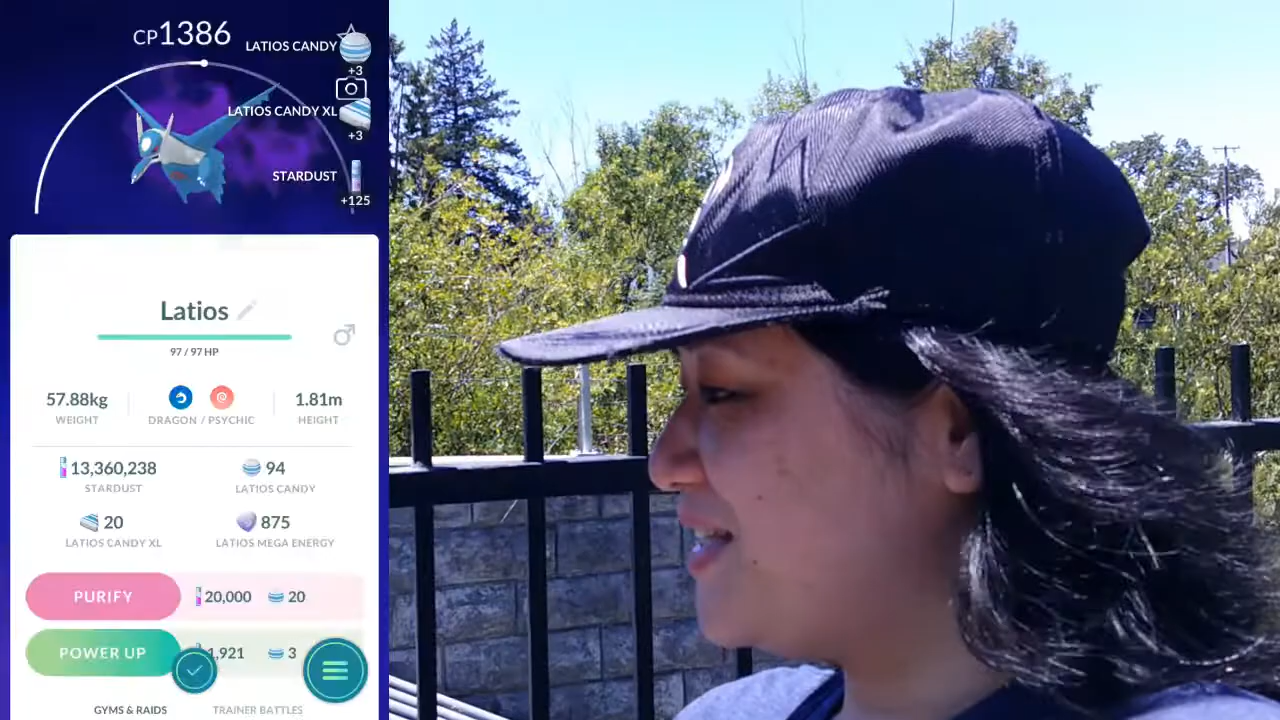 CP1386
LATIOS CANDY
+3
LATIOS CANDY XL
+3
STARDUST
+125
Latios
97 / 97 HP
57.88kg
WEIGHT
DRAGON / PSYCHIC
1.81m
HEIGHT
13,360,238
STARDUST
94
LATIOS CANDY
20
LATIOS CANDY XL
875
LATIOS MEGA ENERGY
PURIFY
20,000
20
POWER UP
1,921
3
GYMS & RAIDS
TRAINER BATTLES